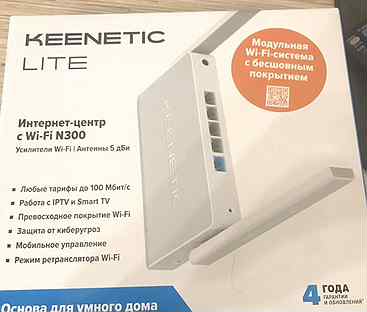 KEENETIC
LITE
Модульная
Wi-Fi-система
с бесшовным
покрытием
Интернет-центр
с Wi-Fi N300
Усилители Wi-Fi / Антенны 5 дБи
• Любые тарифы до 100 Мбит/с
• Работа с IPTV и Smart TV
• Превосходное покрытие Wi-Fi
• Защита от киберугроз
• Мобильное управление
• Режим ретранслятора Wi-Fi
KEENETIC
4 ГОДА
ГАРАНТИИ
И ОБНОВЛЕНИЯ
Основа для умного дома